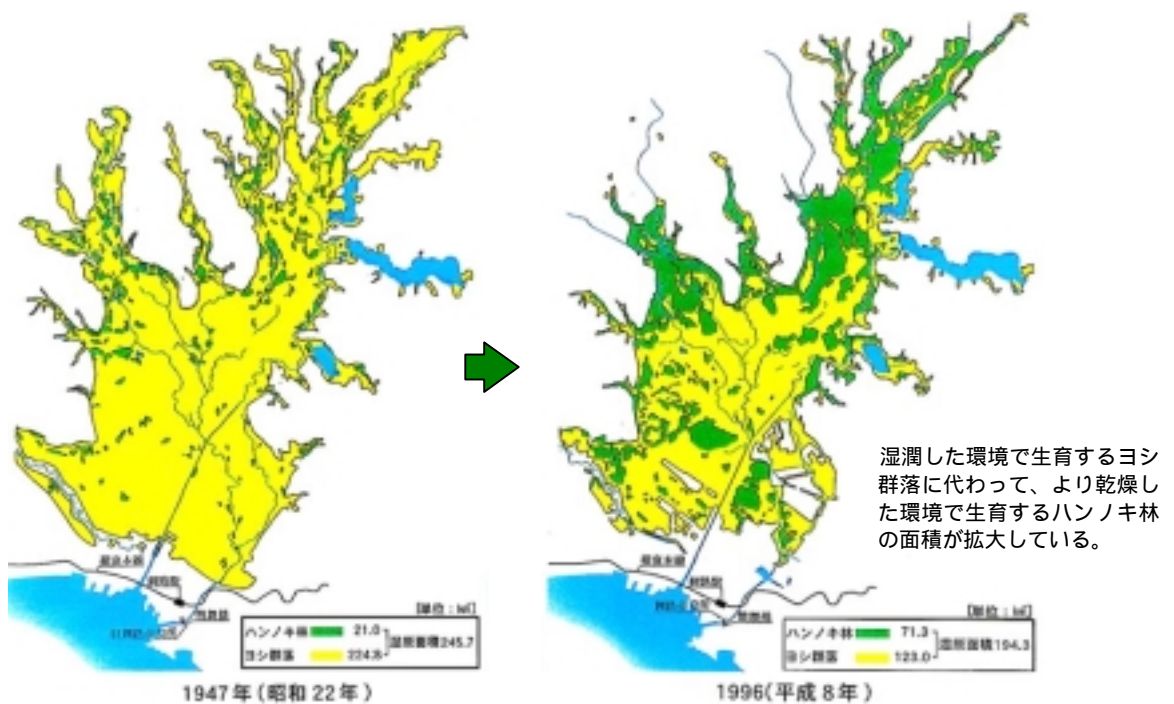 湿潤した環境で生育するヨシ
群落に代わって、より乾燥し
た環境で生育するハンノキ林
の面積が拡大している。
[単位：㎢]
ハンノキ林 21.0
湿原面積245.7
ヨシ群落 224.8
1947年(昭和22年)
[単位：㎢]
ハンノキ林 71.3
湿原面積194.3
ヨシ群落 123.0
1996(平成8年)